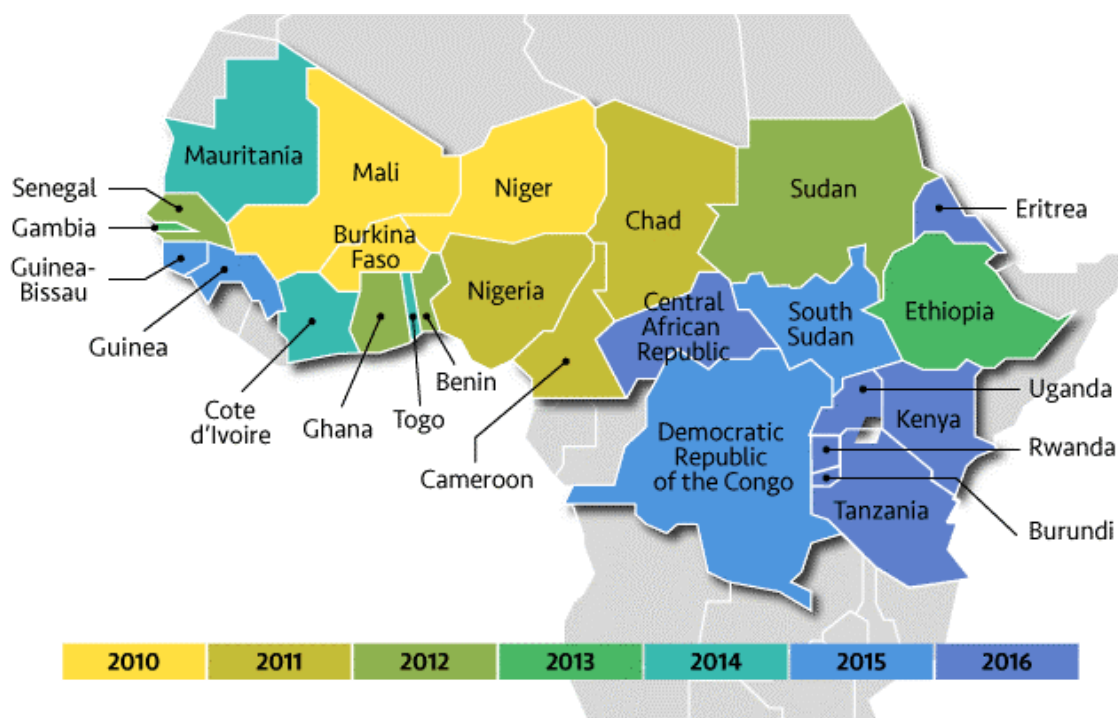 Mauritania
Mali
Niger
Chad
Sudan
Eritrea
Senegal
Gambia
Guinea-
Bissau
Guinea
Burkina
Faso
Nigeria
Central
African
Republic
South
Sudan
Ethiopia
Cote
d'Ivoire
Ghana
Togo
Benin
Cameroon
Democratic
Republic
of the Congo
Uganda
Kenya
Rwanda
Tanzania
Burundi
2010 2011 2012 2013 2014 2015 2016